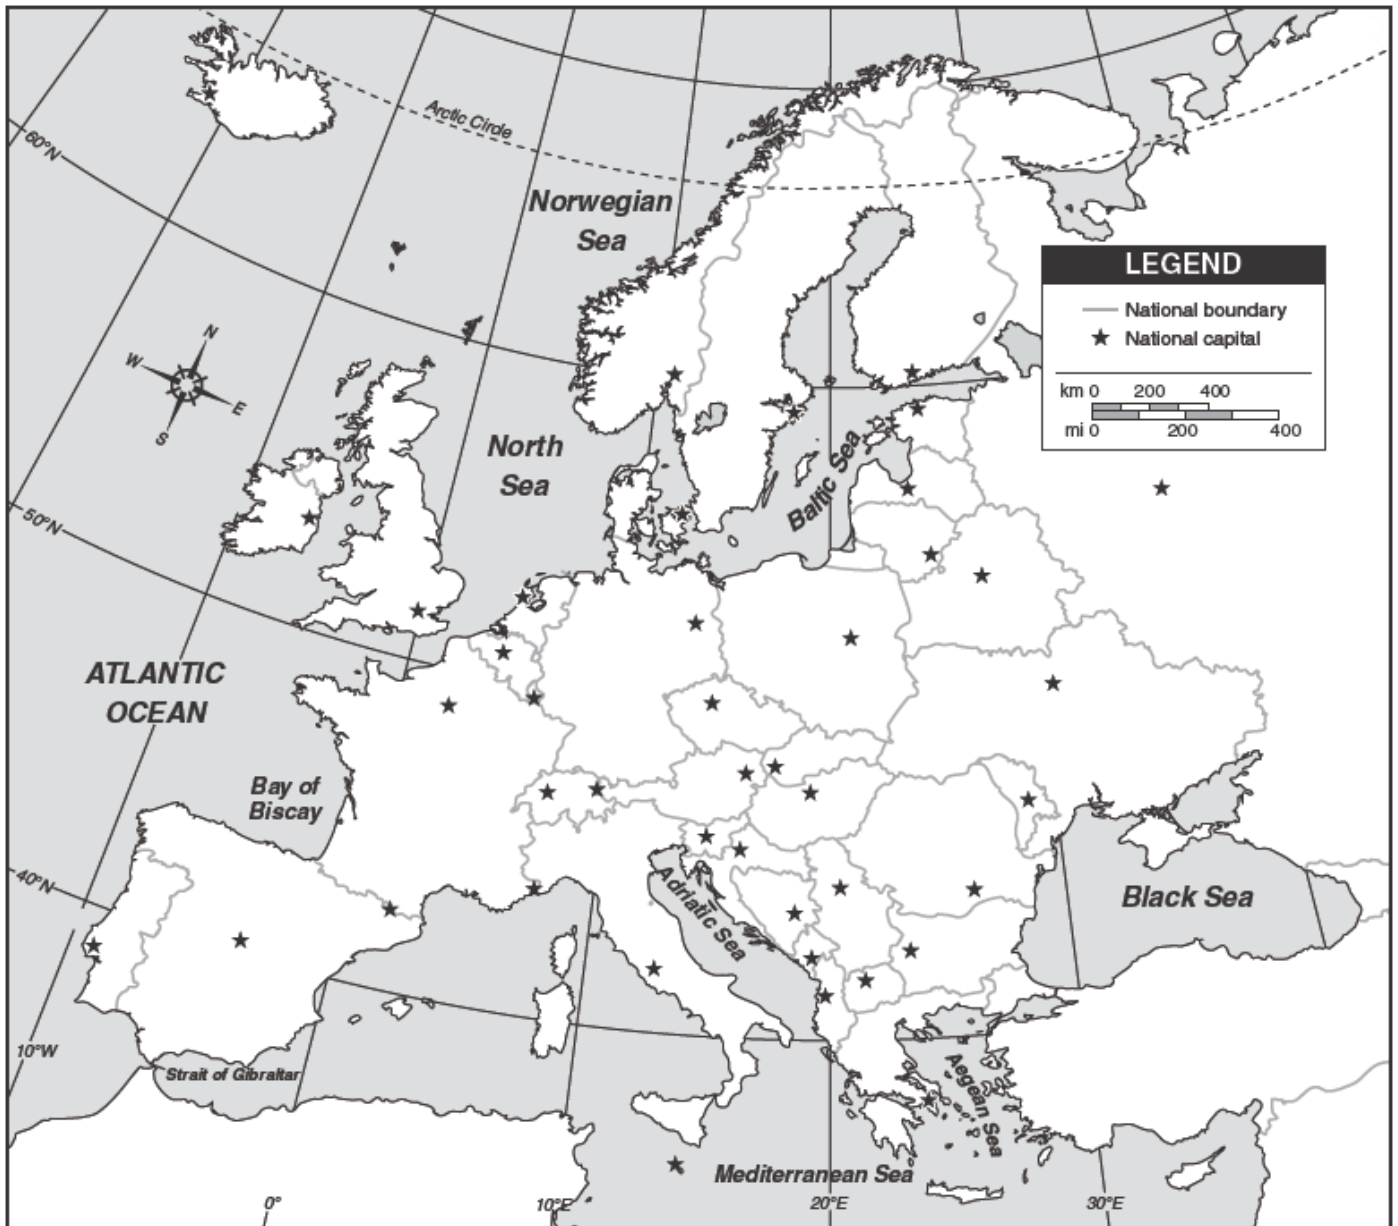 Arctic Circle
60°N
Norwegian
Sea
LEGEND
National boundary
National capital
km 0 200 400
mi 0 200 400
N
W
E
S
North
Sea
Baltic Sea
50°N
ATLANTIC
OCEAN
Bay of
Biscay
40°N
Adriatic Sea
Black Sea
10°W
Strait of Gibraltar
Aegean Sea
Mediterranean Sea
0°
10°E
20°E
30°E